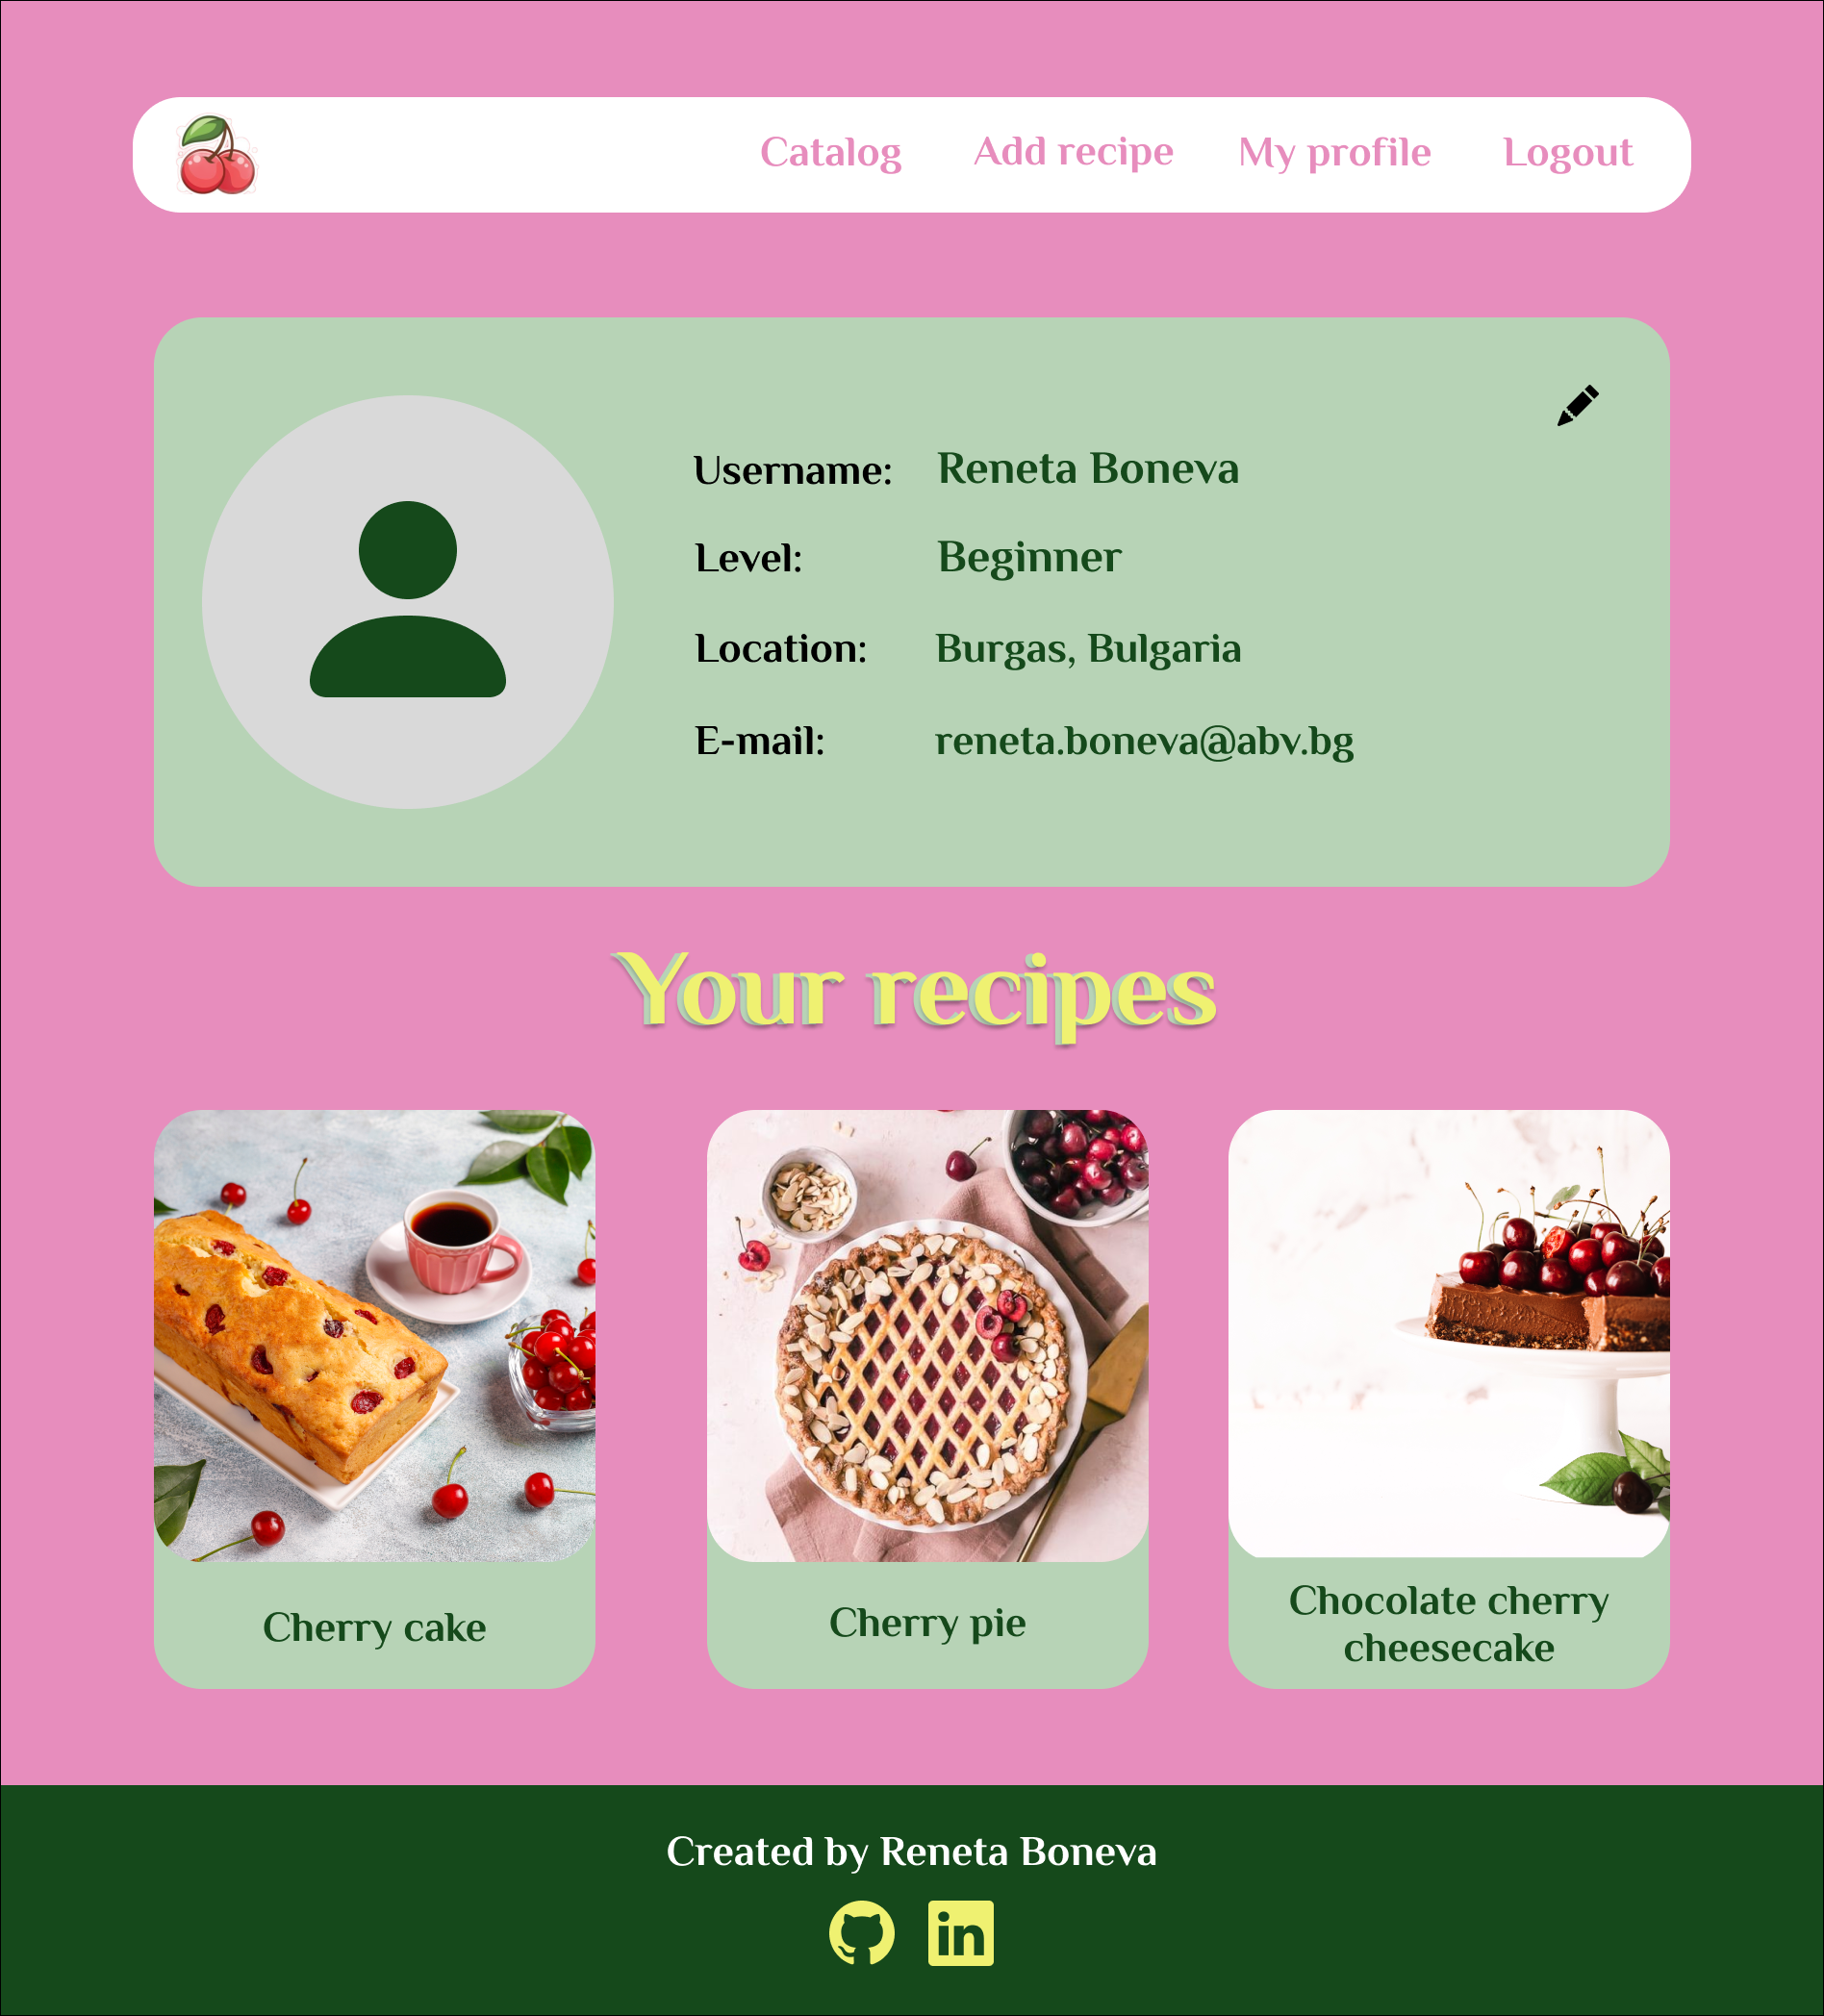 Catalog Add recipe My profile Logout
Username: Reneta Boneva
Level: Beginner
Location: Burgas, Bulgaria
E-mail: reneta.boneva@abv.bg
Your recipes
Cherry cake
Cherry pie
Chocolate cherry
cheesecake
Created by Reneta Boneva
in